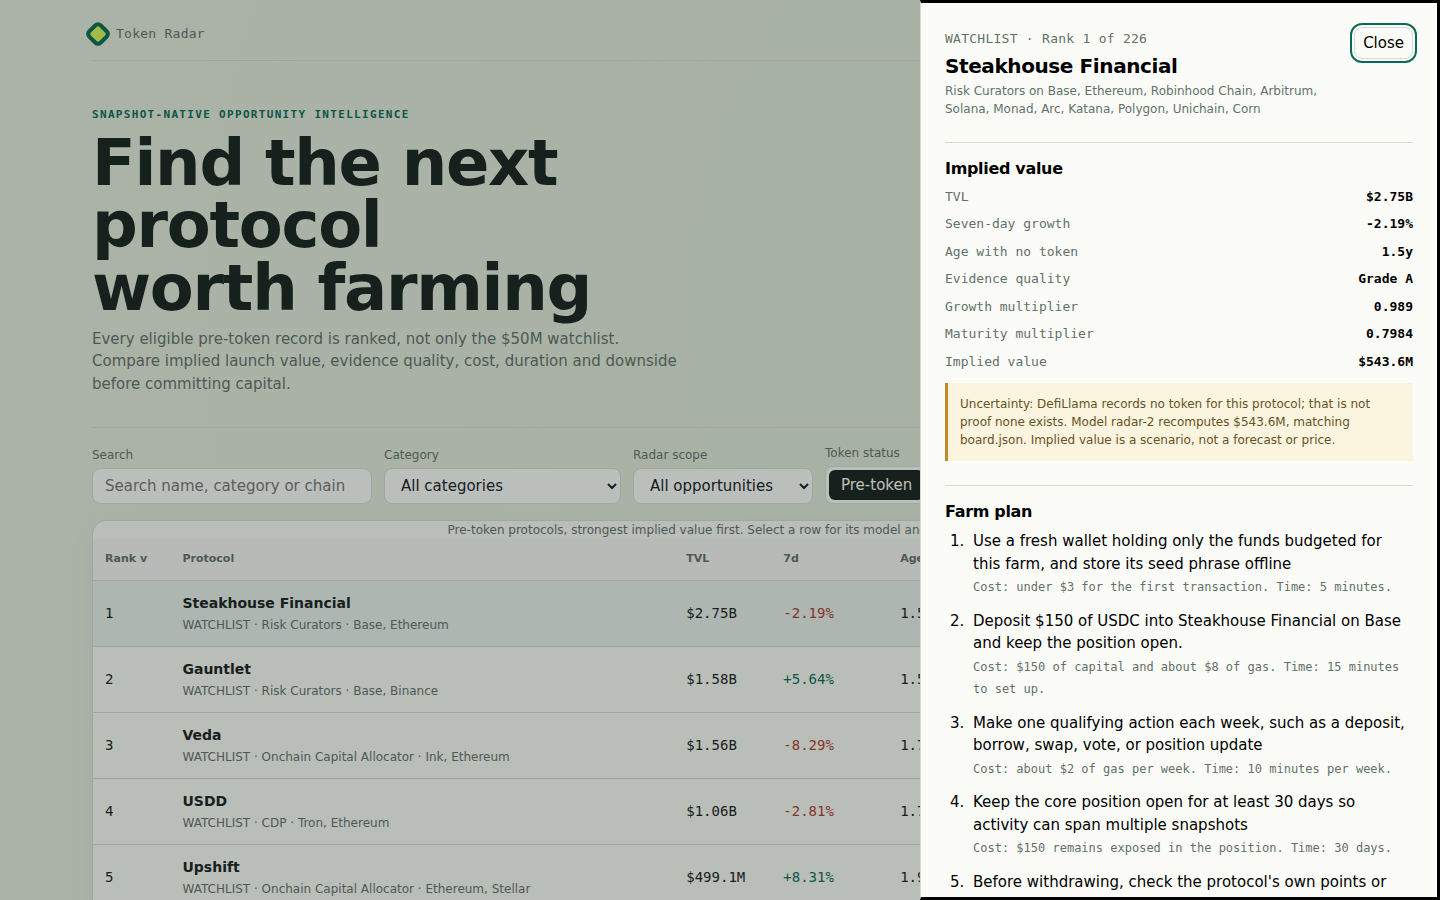 Token Radar
SNAPSHOT-NATIVE OPPORTUNITY INTELLIGENCE
Find the next
protocol
worth farming
Every eligible pre-token record is ranked, not only the $50M watchlist.
Compare implied launch value, evidence quality, cost, duration and downside
before committing capital.
Search
Category
Radar scope
Token status
Search name, category or chain
All categories
All opportunities
Pre-token
Pre-token protocols, strongest implied value first. Select a row for its model an
Rank v Protocol TVL 7d Age
1 Steakhouse Financial $2.75B -2.19% 1.5
WATCHLIST · Risk Curators · Base, Ethereum
2 Gauntlet $1.58B +5.64% 1.5
WATCHLIST · Risk Curators · Base, Binance
3 Veda $1.56B -8.29% 1.7
WATCHLIST · Onchain Capital Allocator · Ink, Ethereum
4 USDD $1.06B -2.81% 1.7
WATCHLIST · CDP · Tron, Ethereum
5 Upshift $499.1M +8.31% 1.9
WATCHLIST · Onchain Capital Allocator · Ethereum, Stellar
WATCHLIST · Rank 1 of 226
Close
Steakhouse Financial
Risk Curators on Base, Ethereum, Robinhood Chain, Arbitrum,
Solana, Monad, Arc, Katana, Polygon, Unichain, Corn
Implied value
TVL $2.75B
Seven-day growth -2.19%
Age with no token 1.5y
Evidence quality Grade A
Growth multiplier 0.989
Maturity multiplier 0.7984
Implied value $543.6M
Uncertainty: DefiLlama records no token for this protocol; that is not
proof none exists. Model radar-2 recomputes $543.6M, matching
board.json. Implied value is a scenario, not a forecast or price.
Farm plan
1. Use a fresh wallet holding only the funds budgeted for
this farm, and store its seed phrase offline
Cost: under $3 for the first transaction. Time: 5 minutes.
2. Deposit $150 of USDC into Steakhouse Financial on Base
and keep the position open.
Cost: $150 of capital and about $8 of gas. Time: 15 minutes
to set up.
3. Make one qualifying action each week, such as a deposit,
borrow, swap, vote, or position update
Cost: about $2 of gas per week. Time: 10 minutes per week.
4. Keep the core position open for at least 30 days so
activity can span multiple snapshots
Cost: $150 remains exposed in the position. Time: 30 days.
5. Before withdrawing, check the protocol's own points or